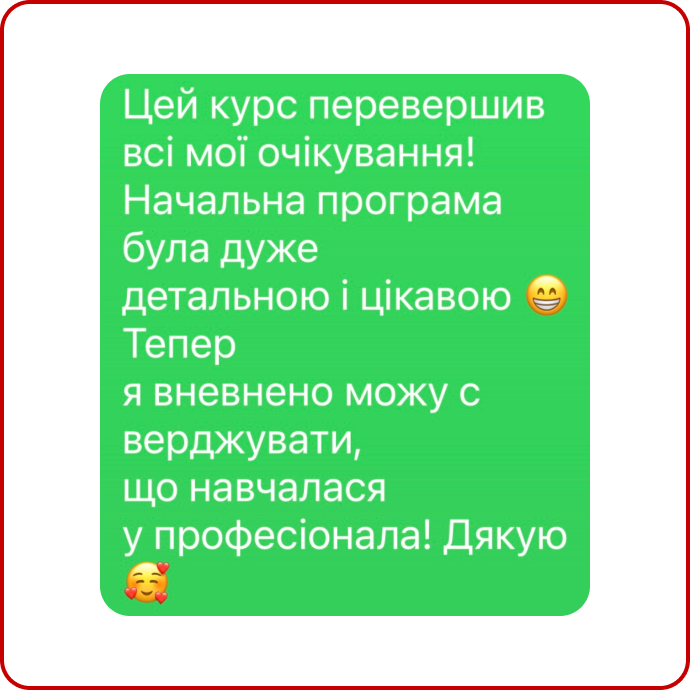 Цей курс перевершив
всі мої очікування!
Начальна програма
була дуже
детальною і цікавою 😁
Тепер
я вневнено можу с
верджувати,
що навчалася
у професіонала! Дякую
🥰